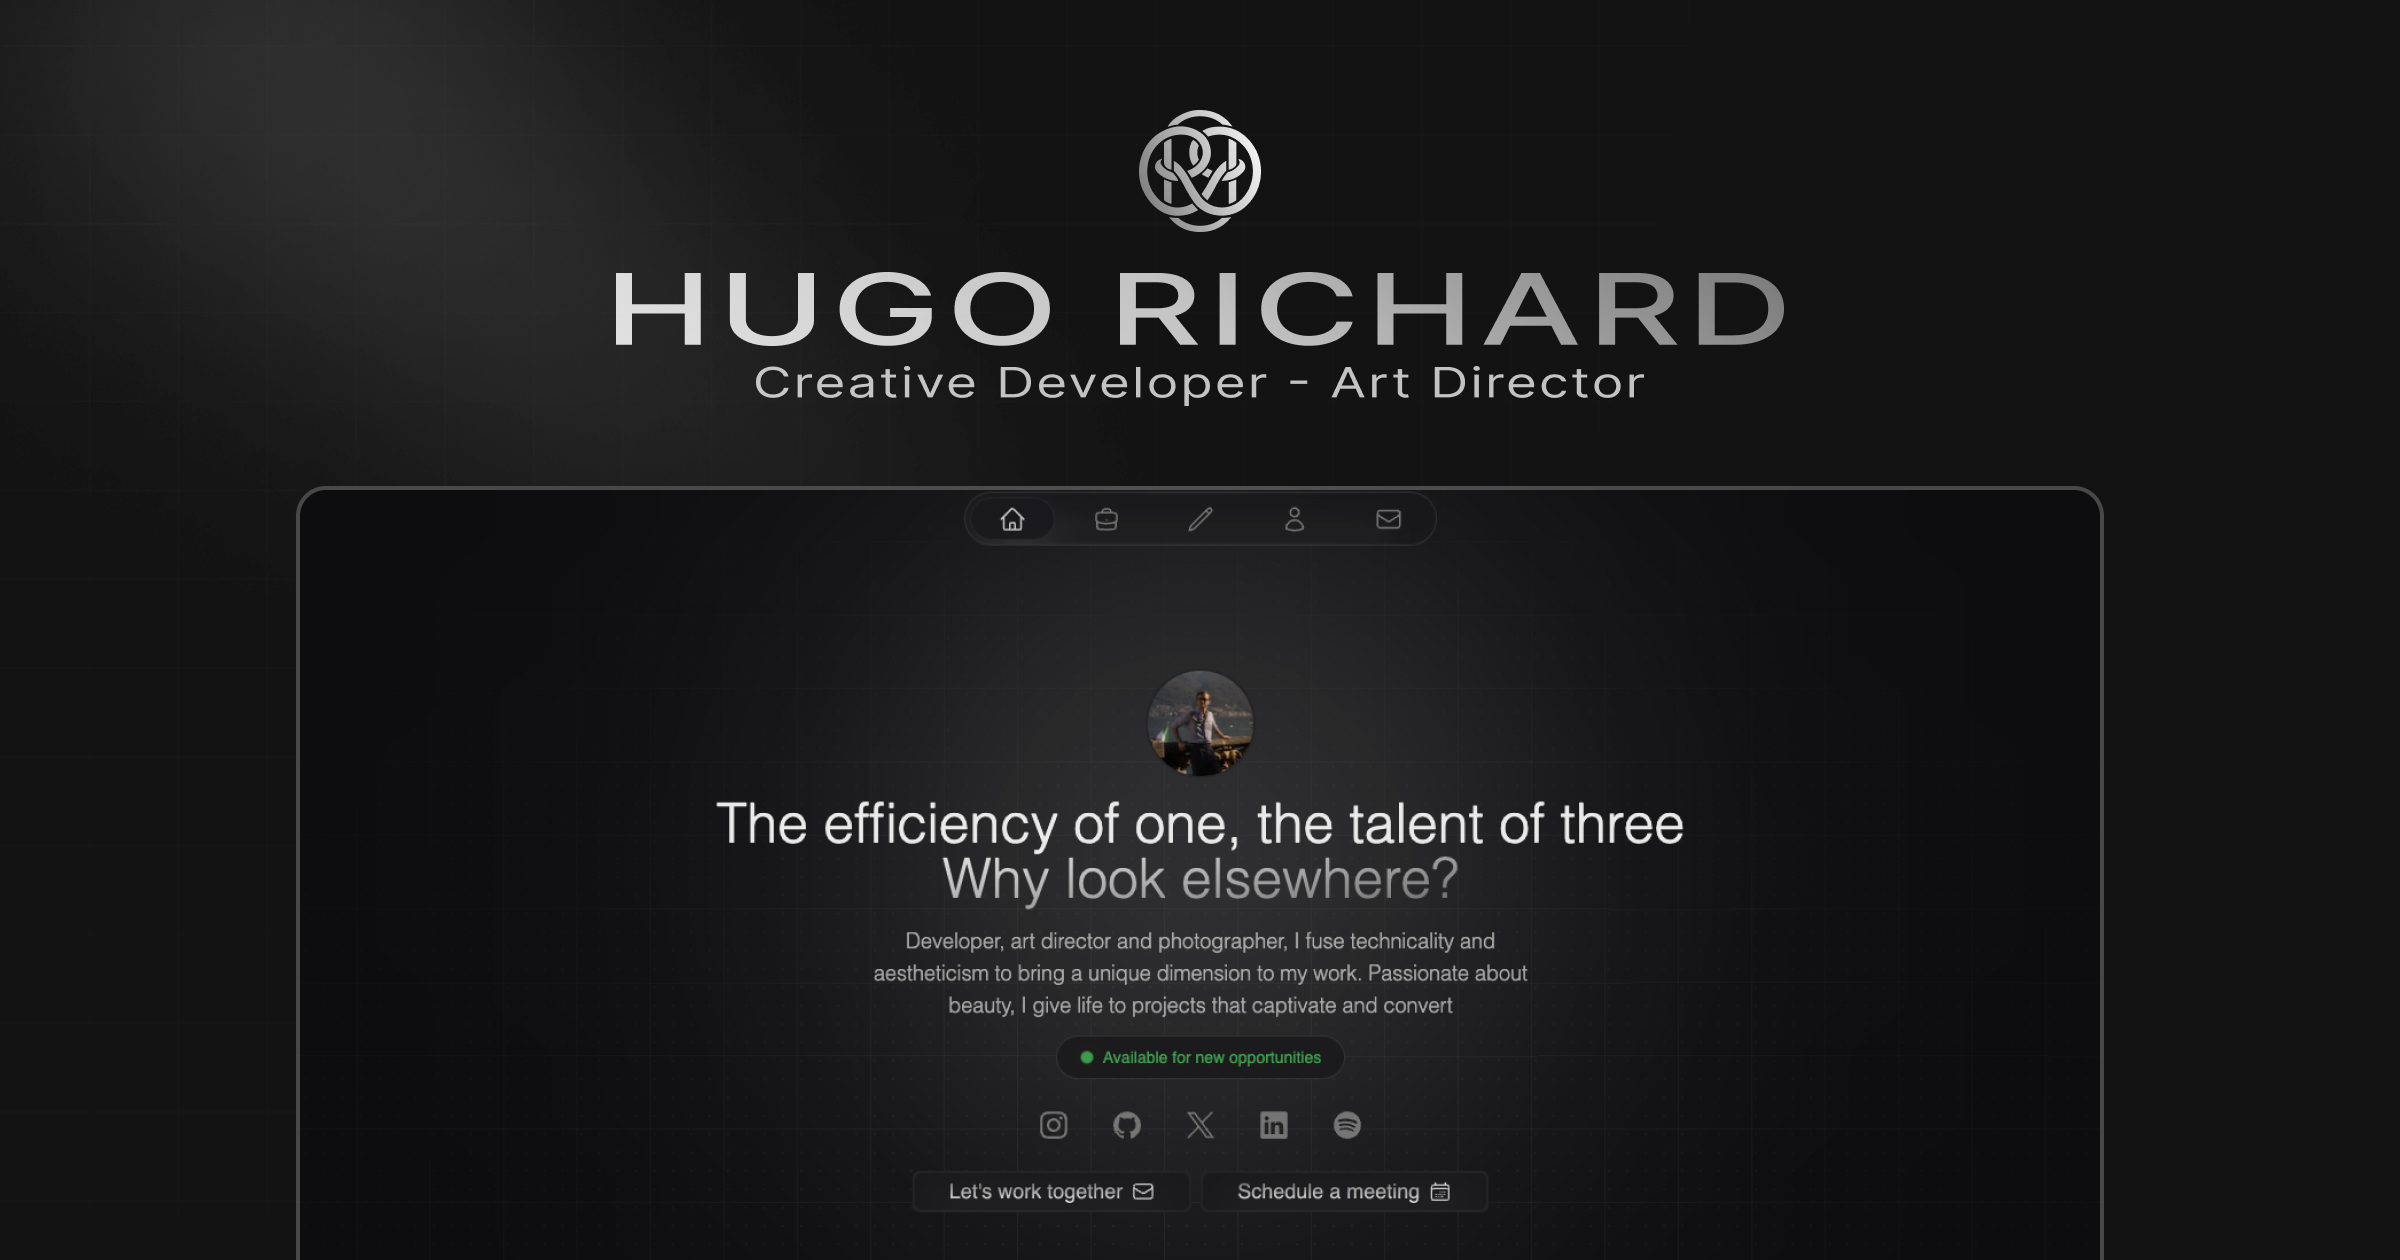 HUGO RICHARD
Creative Developer - Art Director
The efficiency of one, the talent of three
Why look elsewhere?
Developer, art director and photographer, I fuse technicality and
aestheticism to bring a unique dimension to my work. Passionate about
beauty, I give life to projects that captivate and convert
Available for new opportunities
Let's work together
Schedule a meeting